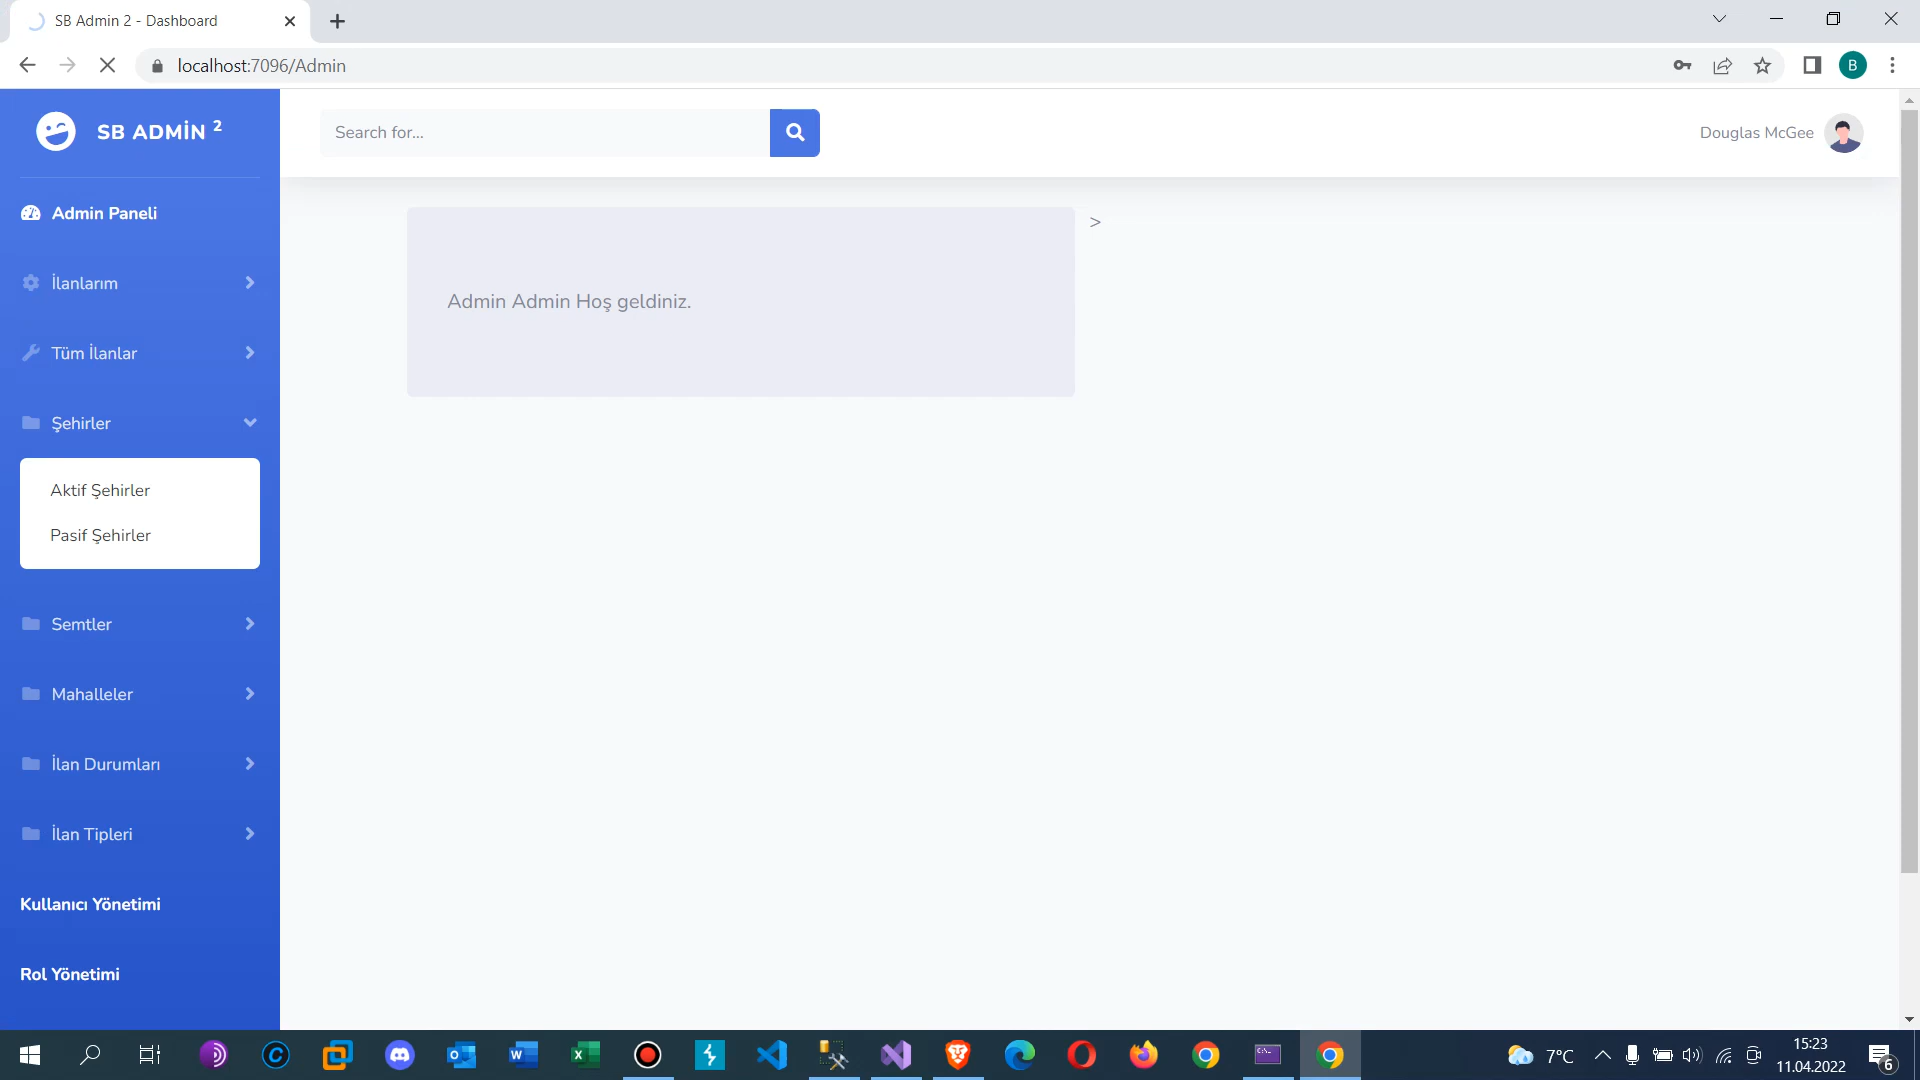 SB Admin 2 - Dashboard
localhost:7096/Admin
B
SB ADMİN 2
Search for...
Douglas McGee
Admin Paneli
>
İlanlarım
Admin Admin Hoş geldiniz.
Tüm İlanlar
Şehirler
Aktif Şehirler
Pasif Şehirler
Semtler
Mahalleler
İlan Durumları
İlan Tipleri
Kullanıcı Yönetimi
Rol Yönetimi
7°C
15:23
11.04.2022
6